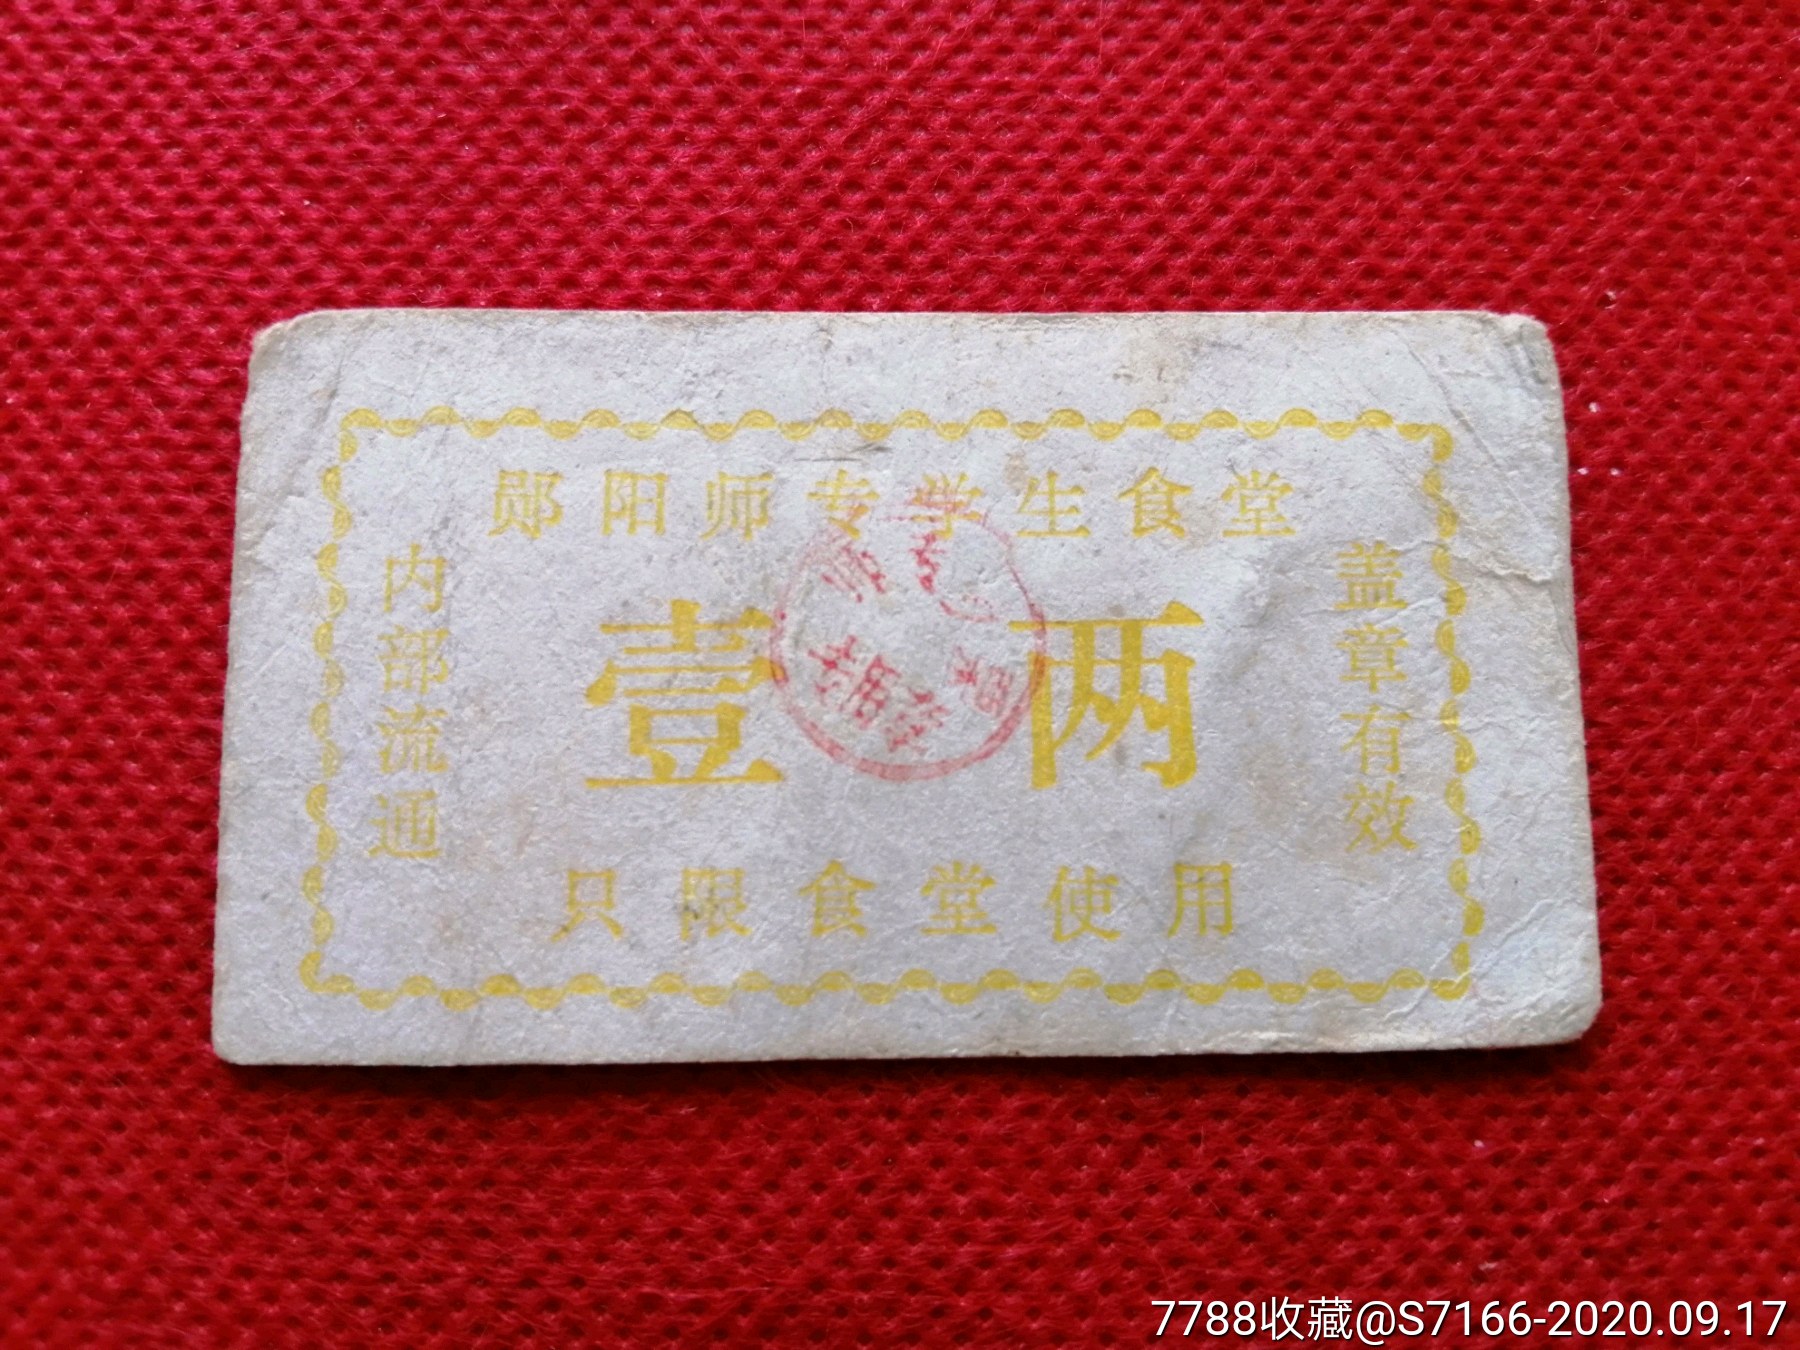 郧阳师专学生食堂
内部流通
壹两
盖章有效
只限食堂使用
7788收藏@S7166-2020.09.17